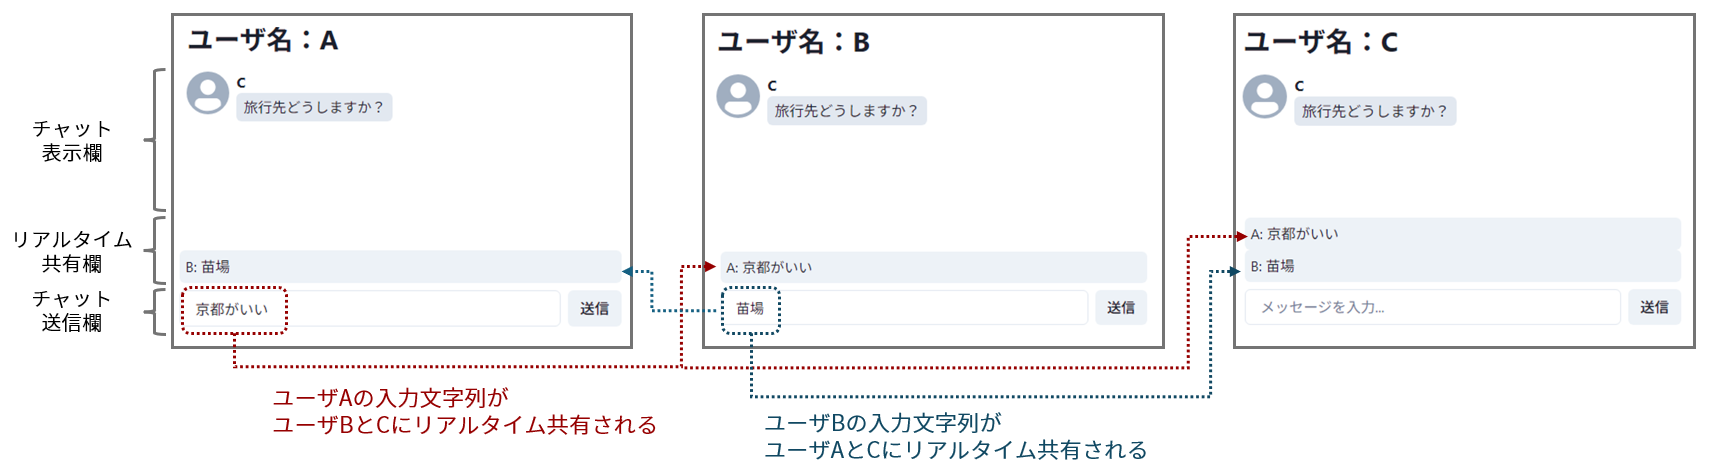 チャット
表示欄
リアルタイム
共有欄
チャット
送信欄
ユーザ名：A
C
旅行先どうしますか？
B: 苗場
京都がいい
送信
ユーザ名：B
C
旅行先どうしますか？
A: 京都がいい
苗場
送信
ユーザ名：C
C
旅行先どうしますか？
A: 京都がいい
B: 苗場
メッセージを入力...
送信
ユーザAの入力文字列が
ユーザBとCにリアルタイム共有される
ユーザBの入力文字列が
ユーザAとCにリアルタイム共有される